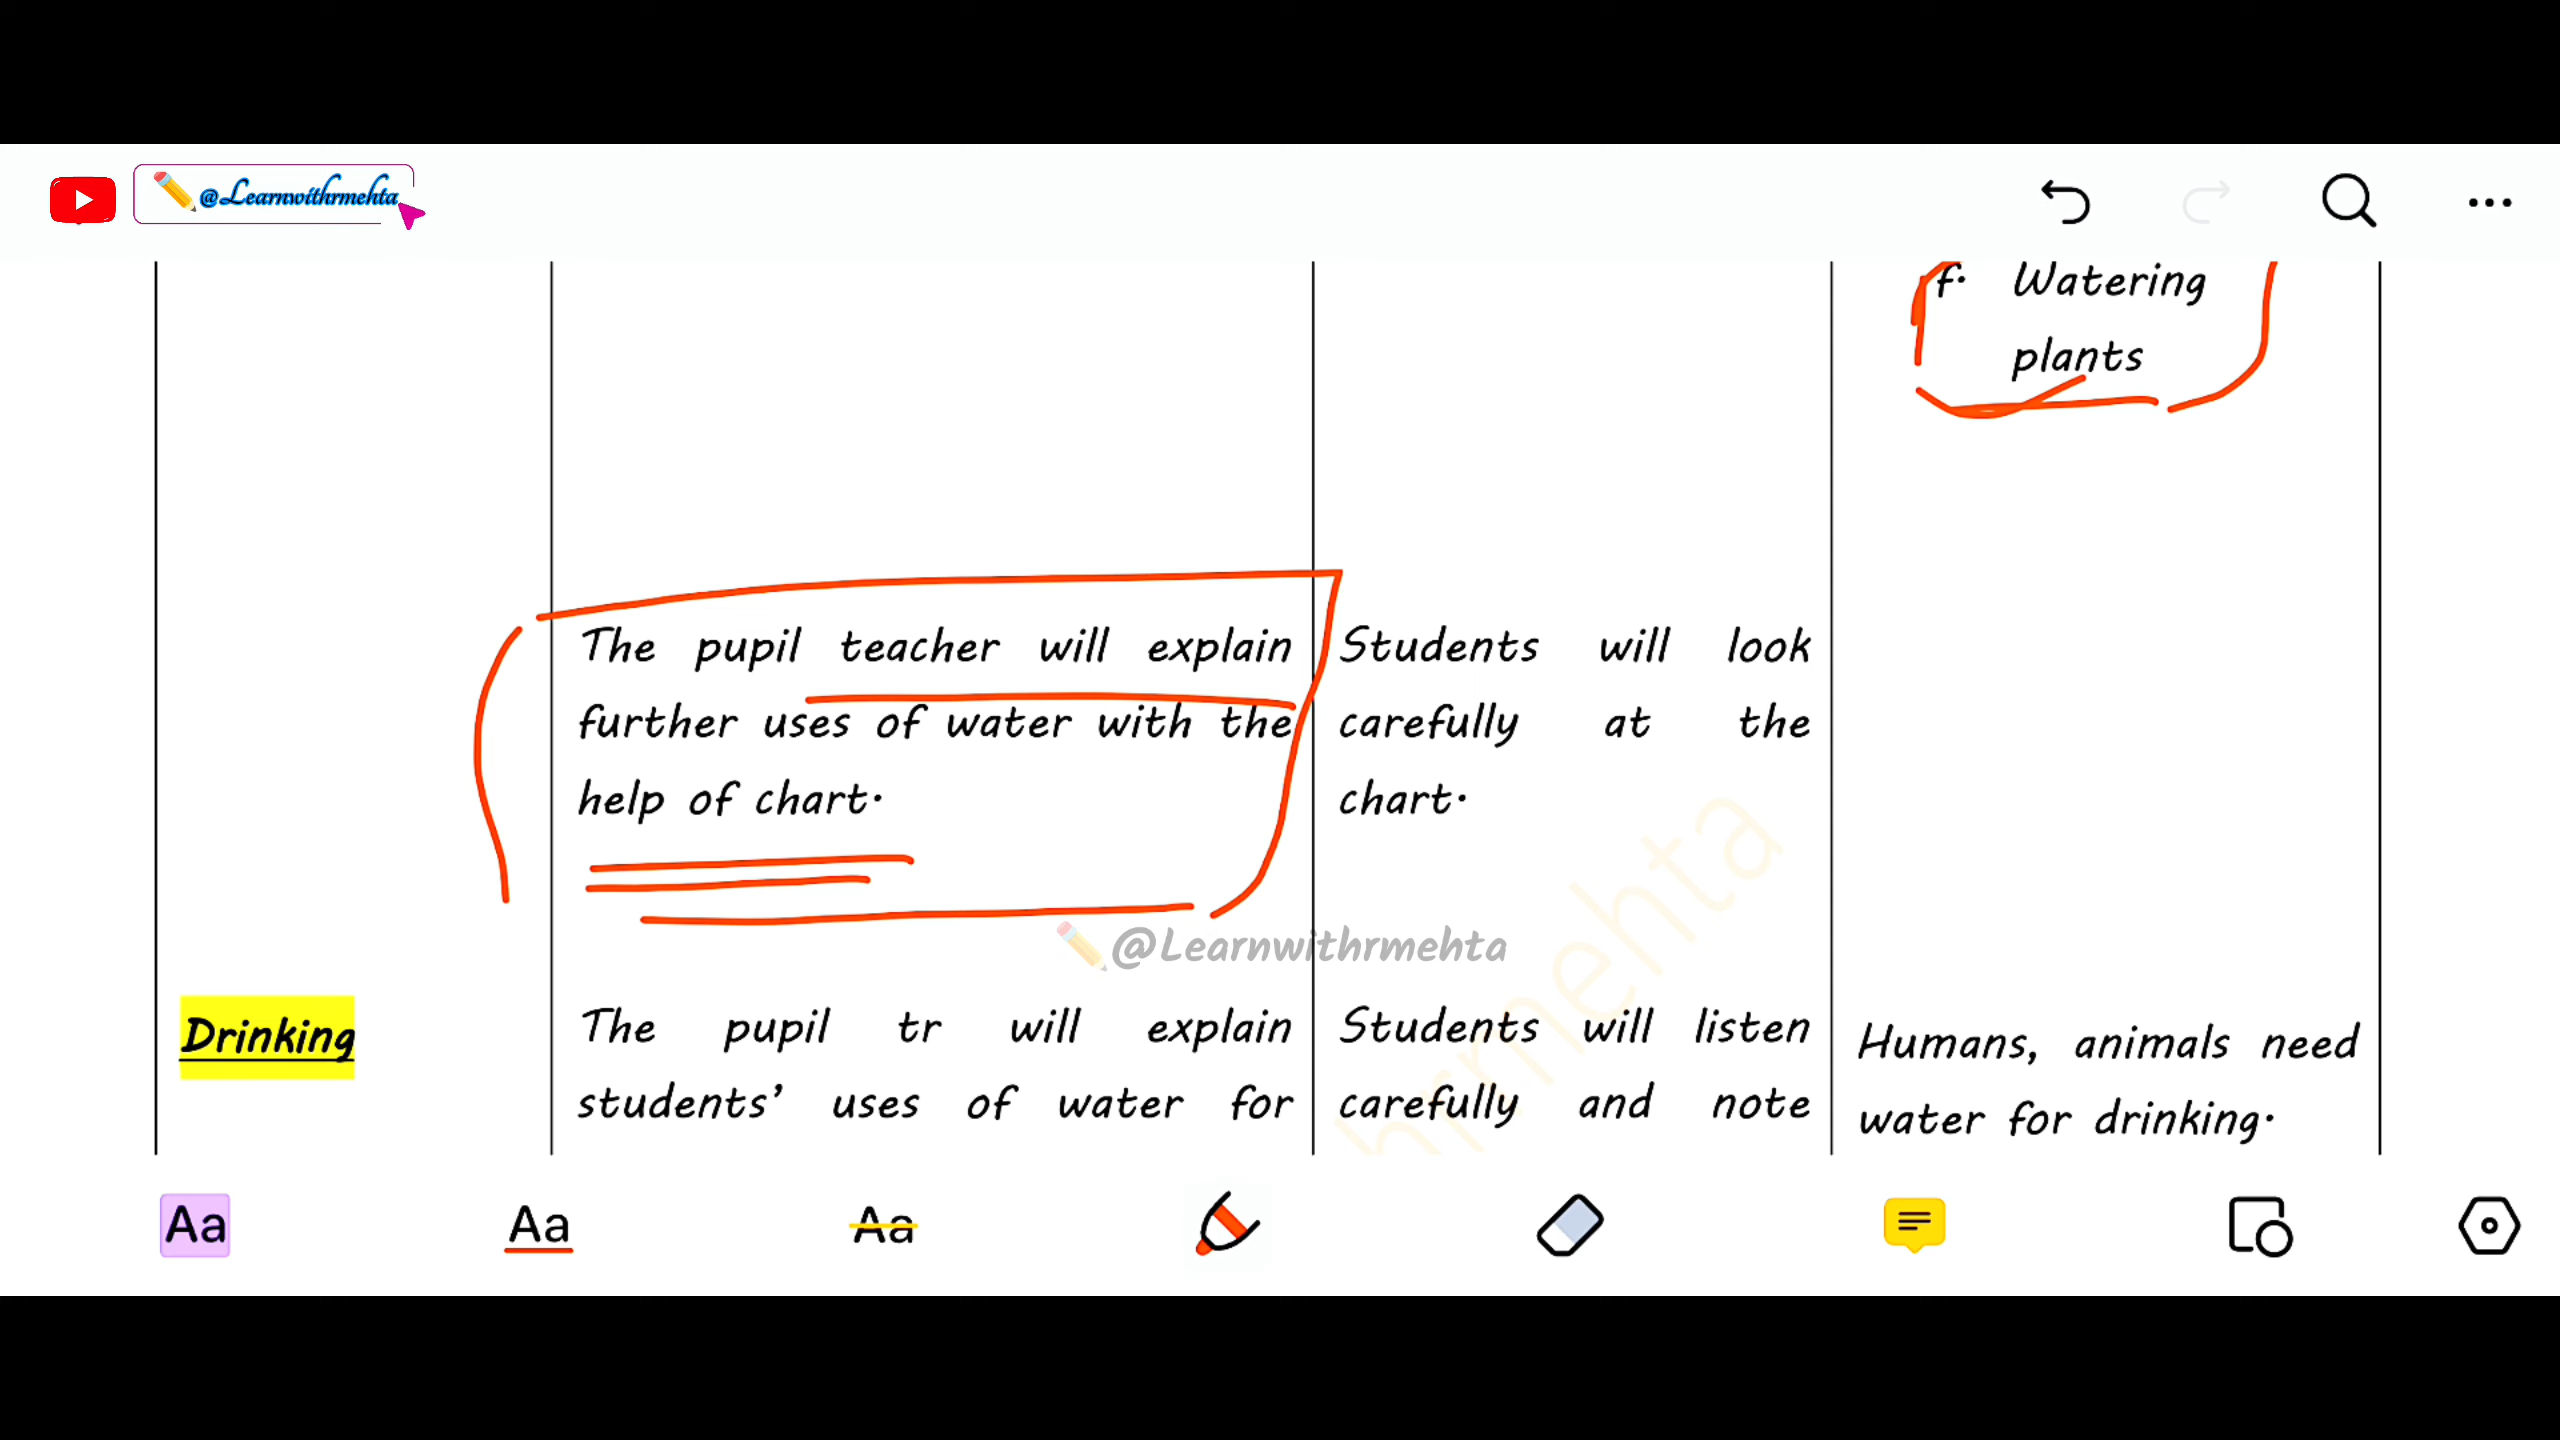 @Learnwithrmehta
f. Watering
plants
The pupil teacher will explain
further uses of water with the
help of chart.
Students will look
carefully at the
chart.
@Learnwithrmehta
hrmehta
Drinking
The pupil tr will explain
students' uses of water for
Students will listen
carefully and note
Humans, animals need
water for drinking.
Aa
Aa
Aa